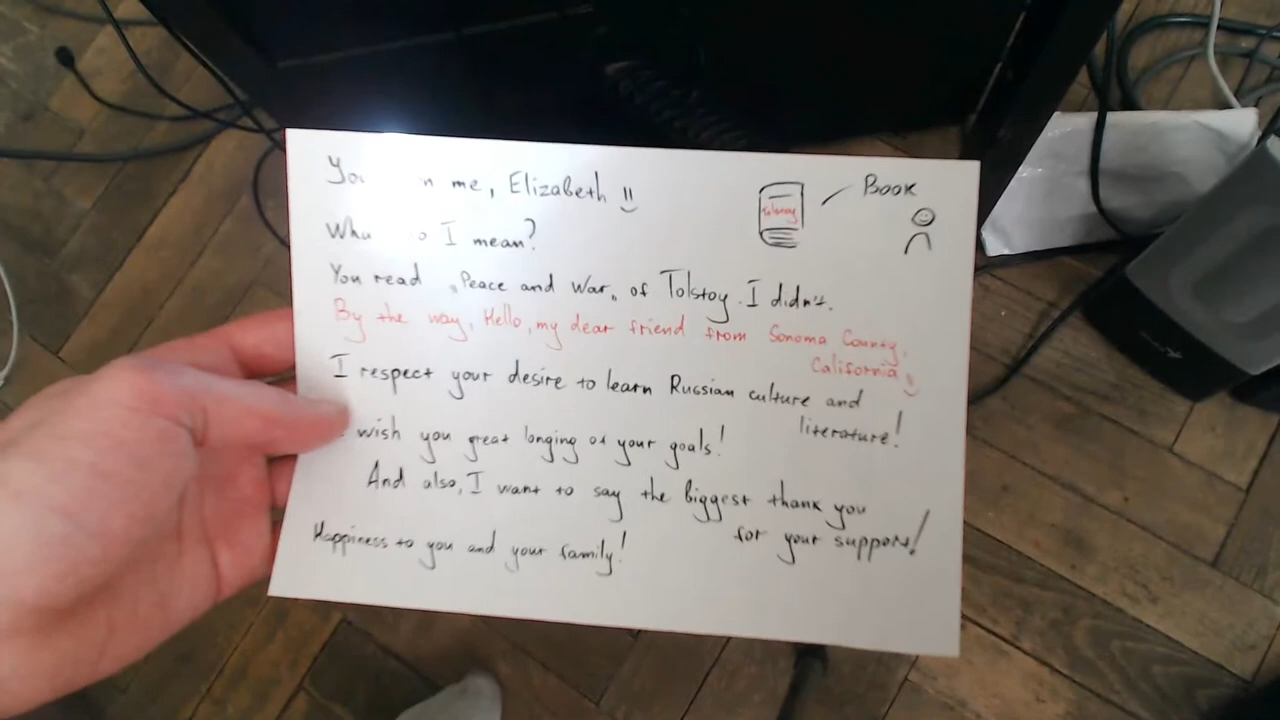 me, Elizabeth
Book
Tolstoy
I mean?
You read „Peace and War„ of Tolstoy. I didn't.
By the way, Hello, my dear friend from Sonoma County,
California
I respect your desire to learn Russian culture and
literature!
wish you great longing of your goals!
And also, I want to say the biggest thank you
for your support!
Happiness to you and your family!